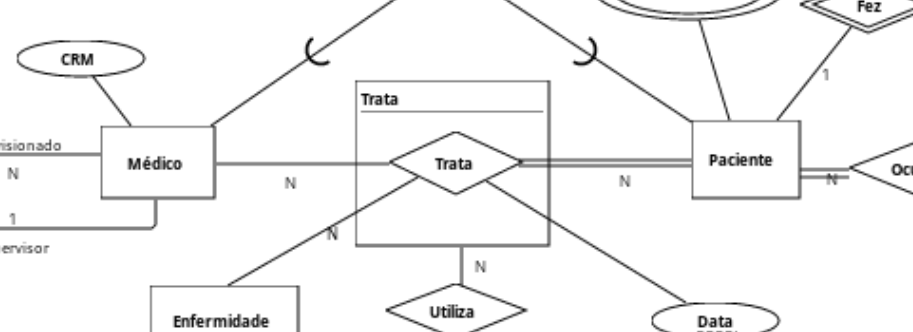 Fez
CRM
1
Trata
visionado
Médico
Trata
Paciente
N
N
N
N
1
N
ervisor
N
Enfermidade
Utiliza
Data